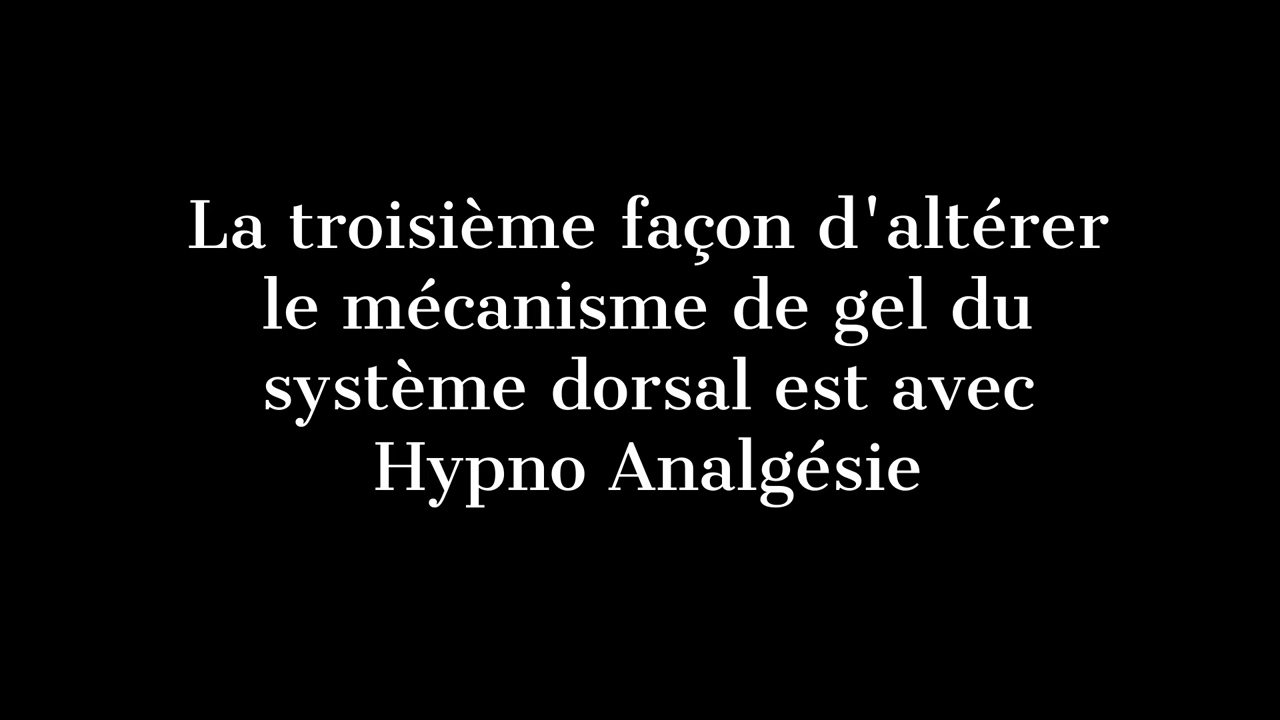 La troisième façon d'altérer
le mécanisme de gel du
système dorsal est avec
Hypno Analgésie